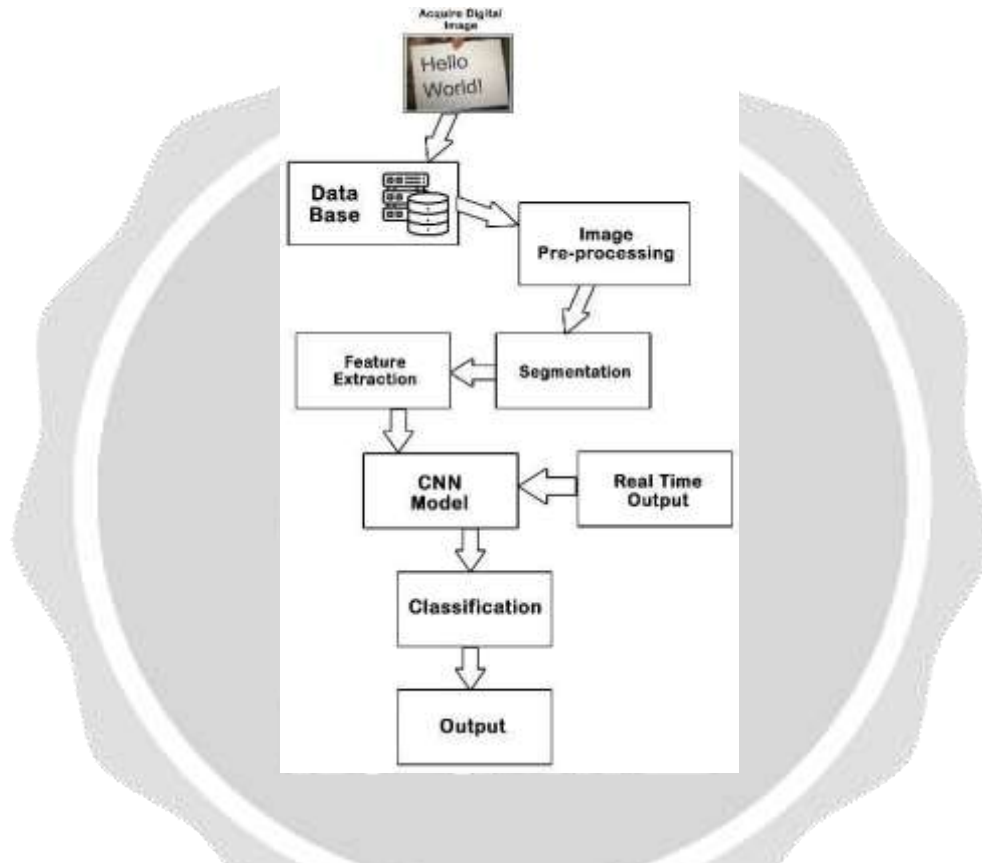 Acquire Digital
Image
Hello
World!
Data
Base
Image
Pre-processing
Feature
Extraction
Segmentation
CNN
Model
Real Time
Output
Classification
Output